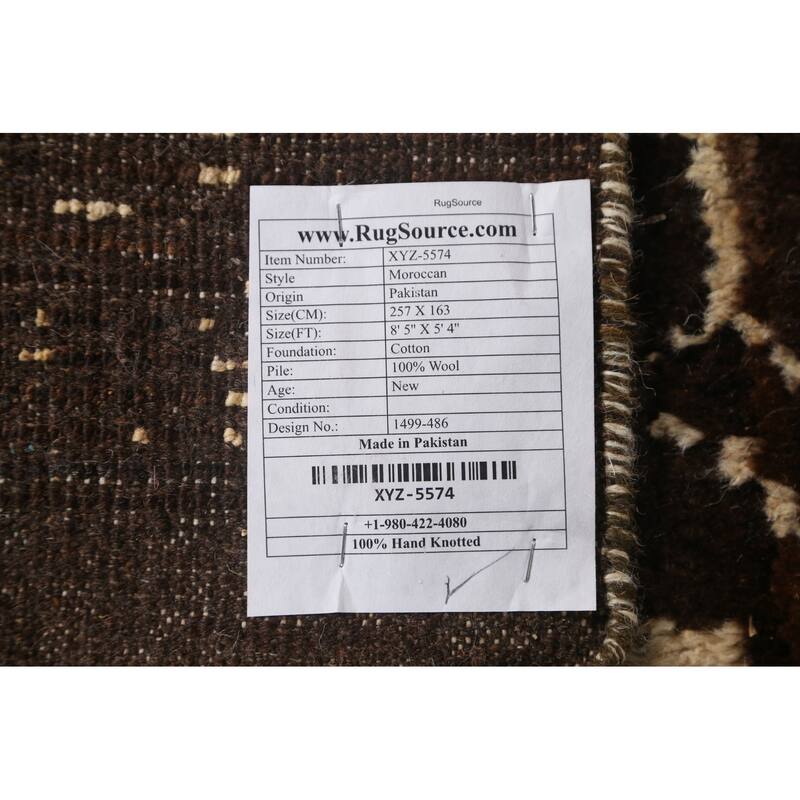 RugSource
www.RugSource.com
Item Number: XYZ-5574
Style Moroccan
Origin Pakistan
Size(CM): 257 X 163
Size(FT): 8' 5" X 5' 4"
Foundation: Cotton
Pile: 100% Wool
Age: New
Condition:
Design No.: 1499-486
Made in Pakistan
XYZ-5574
+1-980-422-4080
100% Hand Knotted